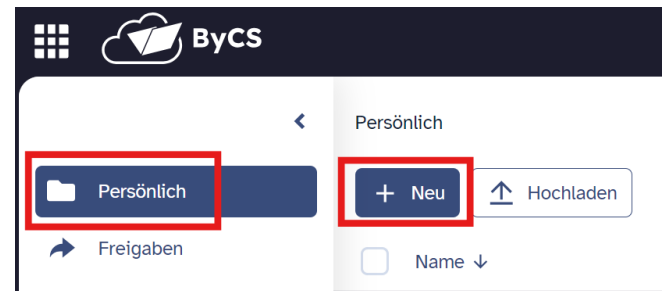 ByCS
Persönlich
Persönlich
+ Neu
Hochladen
Freigaben
Name ↓